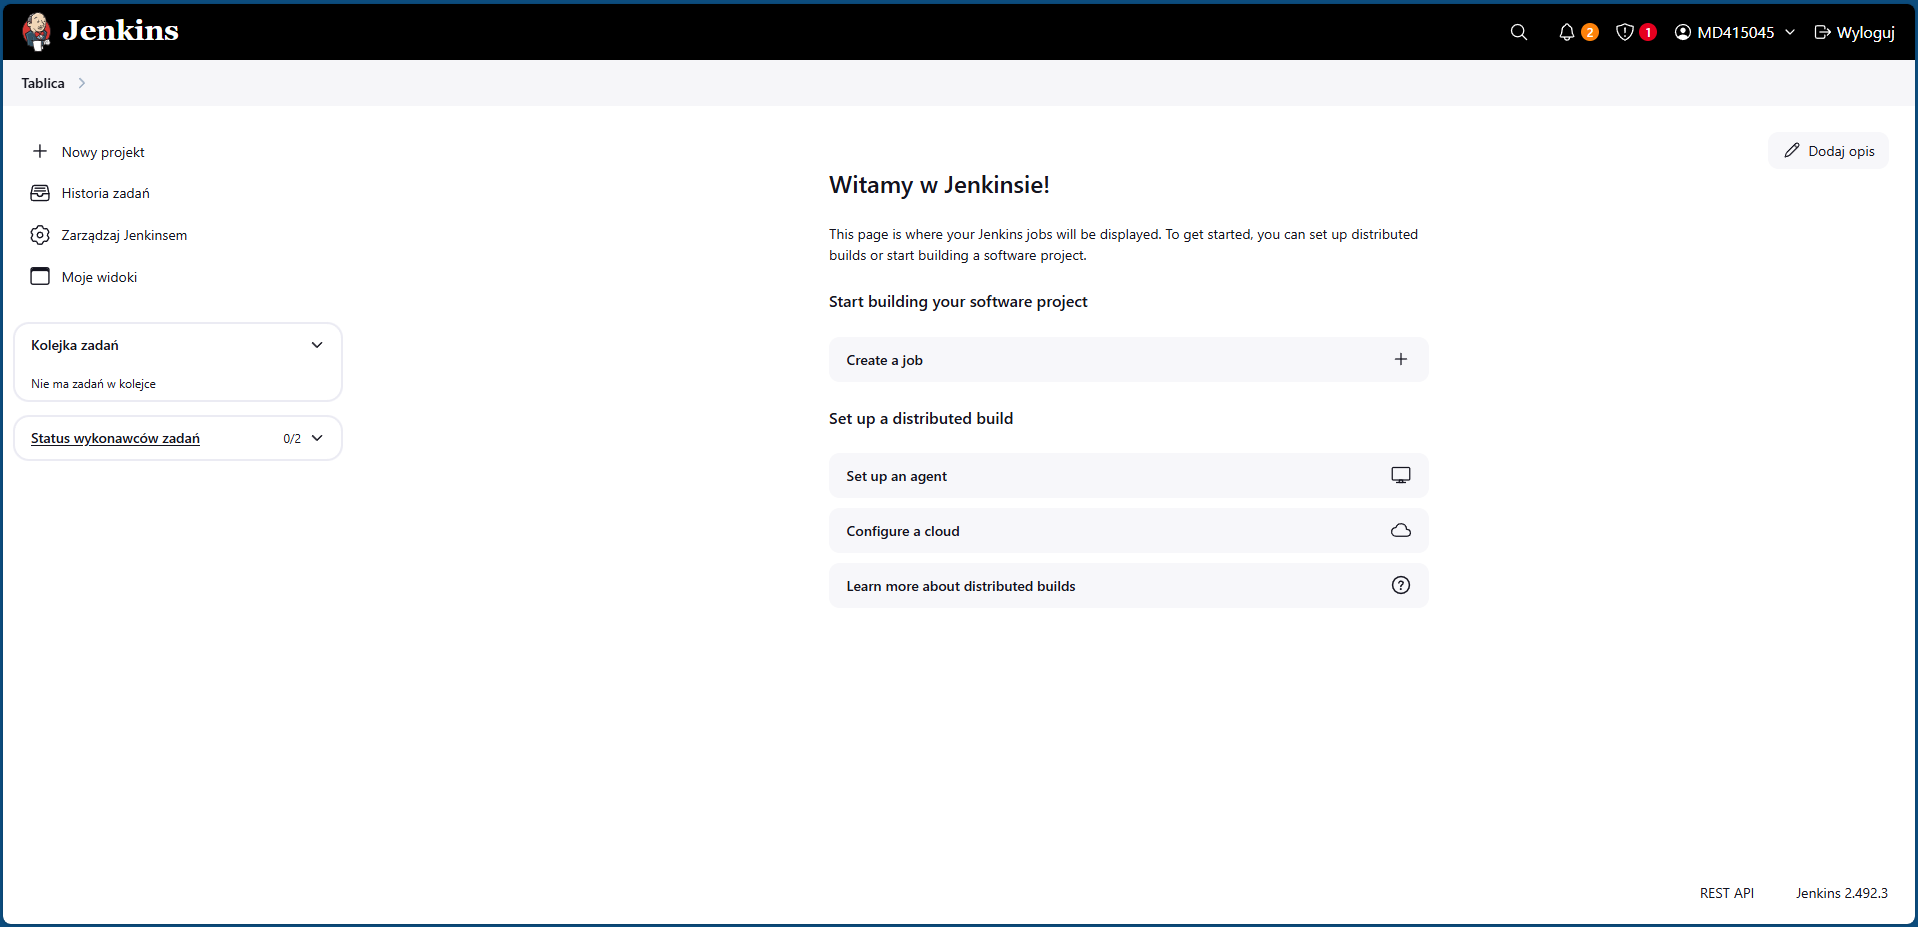 Jenkins
2
1
MD415045
Wyloguj
Tablica
Nowy projekt
Historia zadań
Zarządzaj Jenkinsem
Moje widoki
Kolejka zadań
Nie ma zadań w kolejce
Status wykonawców zadań
0/2
Dodaj opis
Witamy w Jenkinsie!
This page is where your Jenkins jobs will be displayed. To get started, you can set up distributed
builds or start building a software project.
Start building your software project
Create a job
Set up a distributed build
Set up an agent
Configure a cloud
Learn more about distributed builds
REST API
Jenkins 2.492.3